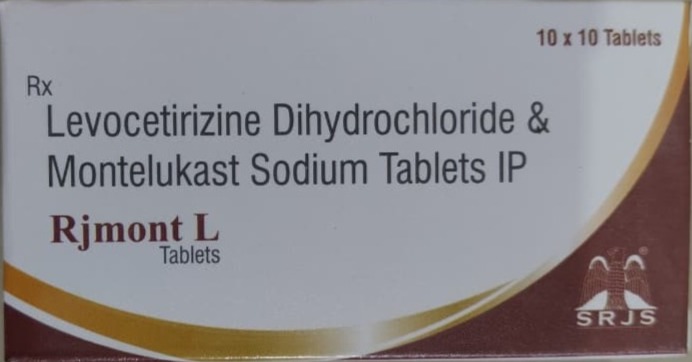 10 x 10 Tablets
Rx
Levocetirizine Dihydrochloride &
Montelukast Sodium Tablets IP
Rjmont L
Tablets
®
SRJS